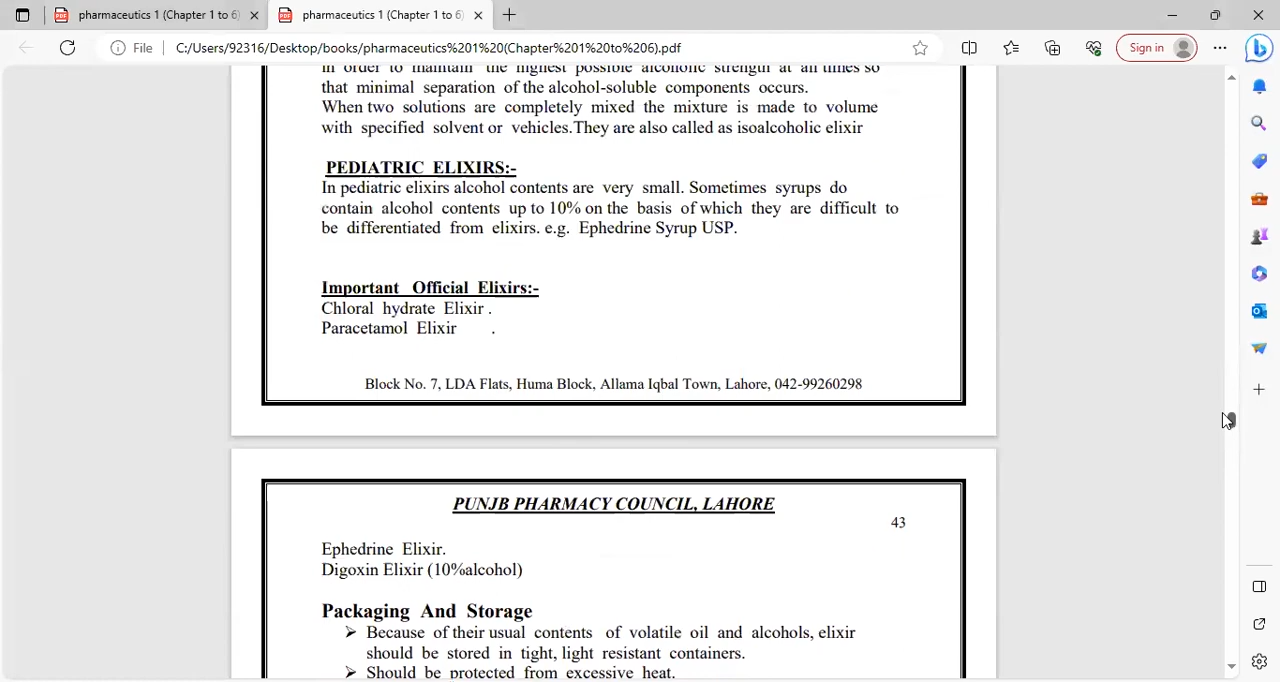 pharmaceutics 1 (Chapter 1 to 6)
pharmaceutics 1 (Chapter 1 to 6)
File
C:/Users/92316/Desktop/books/pharmaceutics%201%20(Chapter%201%20to%206).pdf
Sign in
In order to maintain the highest possible alcoholic strength at all times so
that minimal separation of the alcohol-soluble components occurs.
When two solutions are completely mixed the mixture is made to volume
with specified solvent or vehicles.They are also called as isoalcoholic elixir
PEDIATRIC ELIXIRS:-
In pediatric elixirs alcohol contents are very small. Sometimes syrups do
contain alcohol contents up to 10% on the basis of which they are difficult to
be differentiated from elixirs. e.g. Ephedrine Syrup USP.
Important Official Elixirs:-
Chloral hydrate Elixir .
Paracetamol Elixir .
Block No. 7, LDA Flats, Huma Block, Allama Iqbal Town, Lahore, 042-99260298
PUNJB PHARMACY COUNCIL, LAHORE
43
Ephedrine Elixir.
Digoxin Elixir (10%alcohol)
Packaging And Storage
➢ Because of their usual contents of volatile oil and alcohols, elixir
should be stored in tight, light resistant containers.
➢ Should be protected from excessive heat.